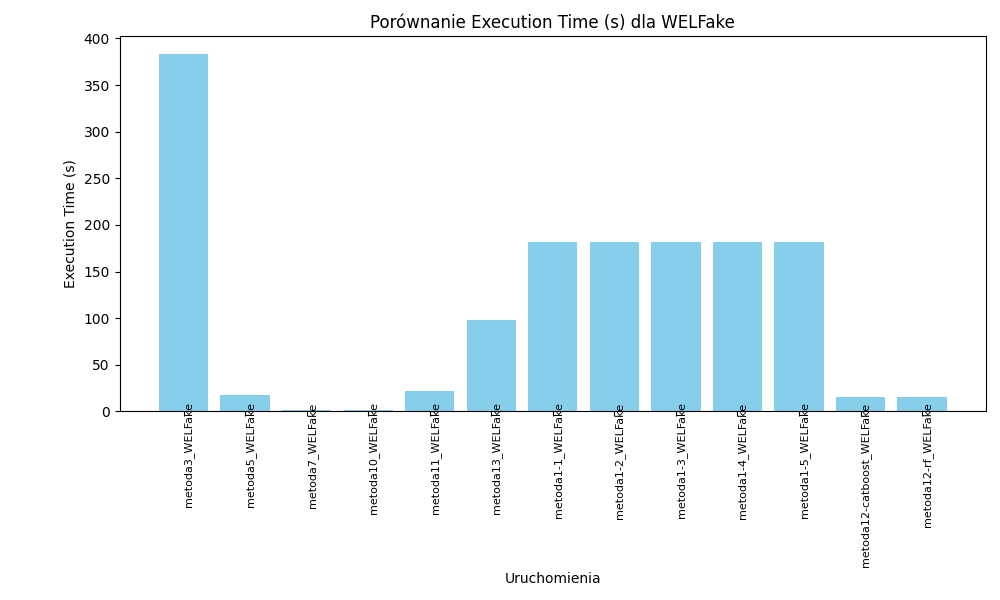 Porównanie Execution Time (s) dla WELFake
Execution Time (s)
400
350
300
250
200
150
100
50
0
metoda3_WELFake
metoda5_WELFake
metoda7_WELFake
metoda10_WELFake
metoda11_WELFake
metoda13_WELFake
metoda1-1_WELFake
metoda1-2_WELFake
metoda1-3_WELFake
metoda1-4_WELFake
metoda1-5_WELFake
metoda12-catboost_WELFake
metoda12-rf_WELFake
Uruchomienia